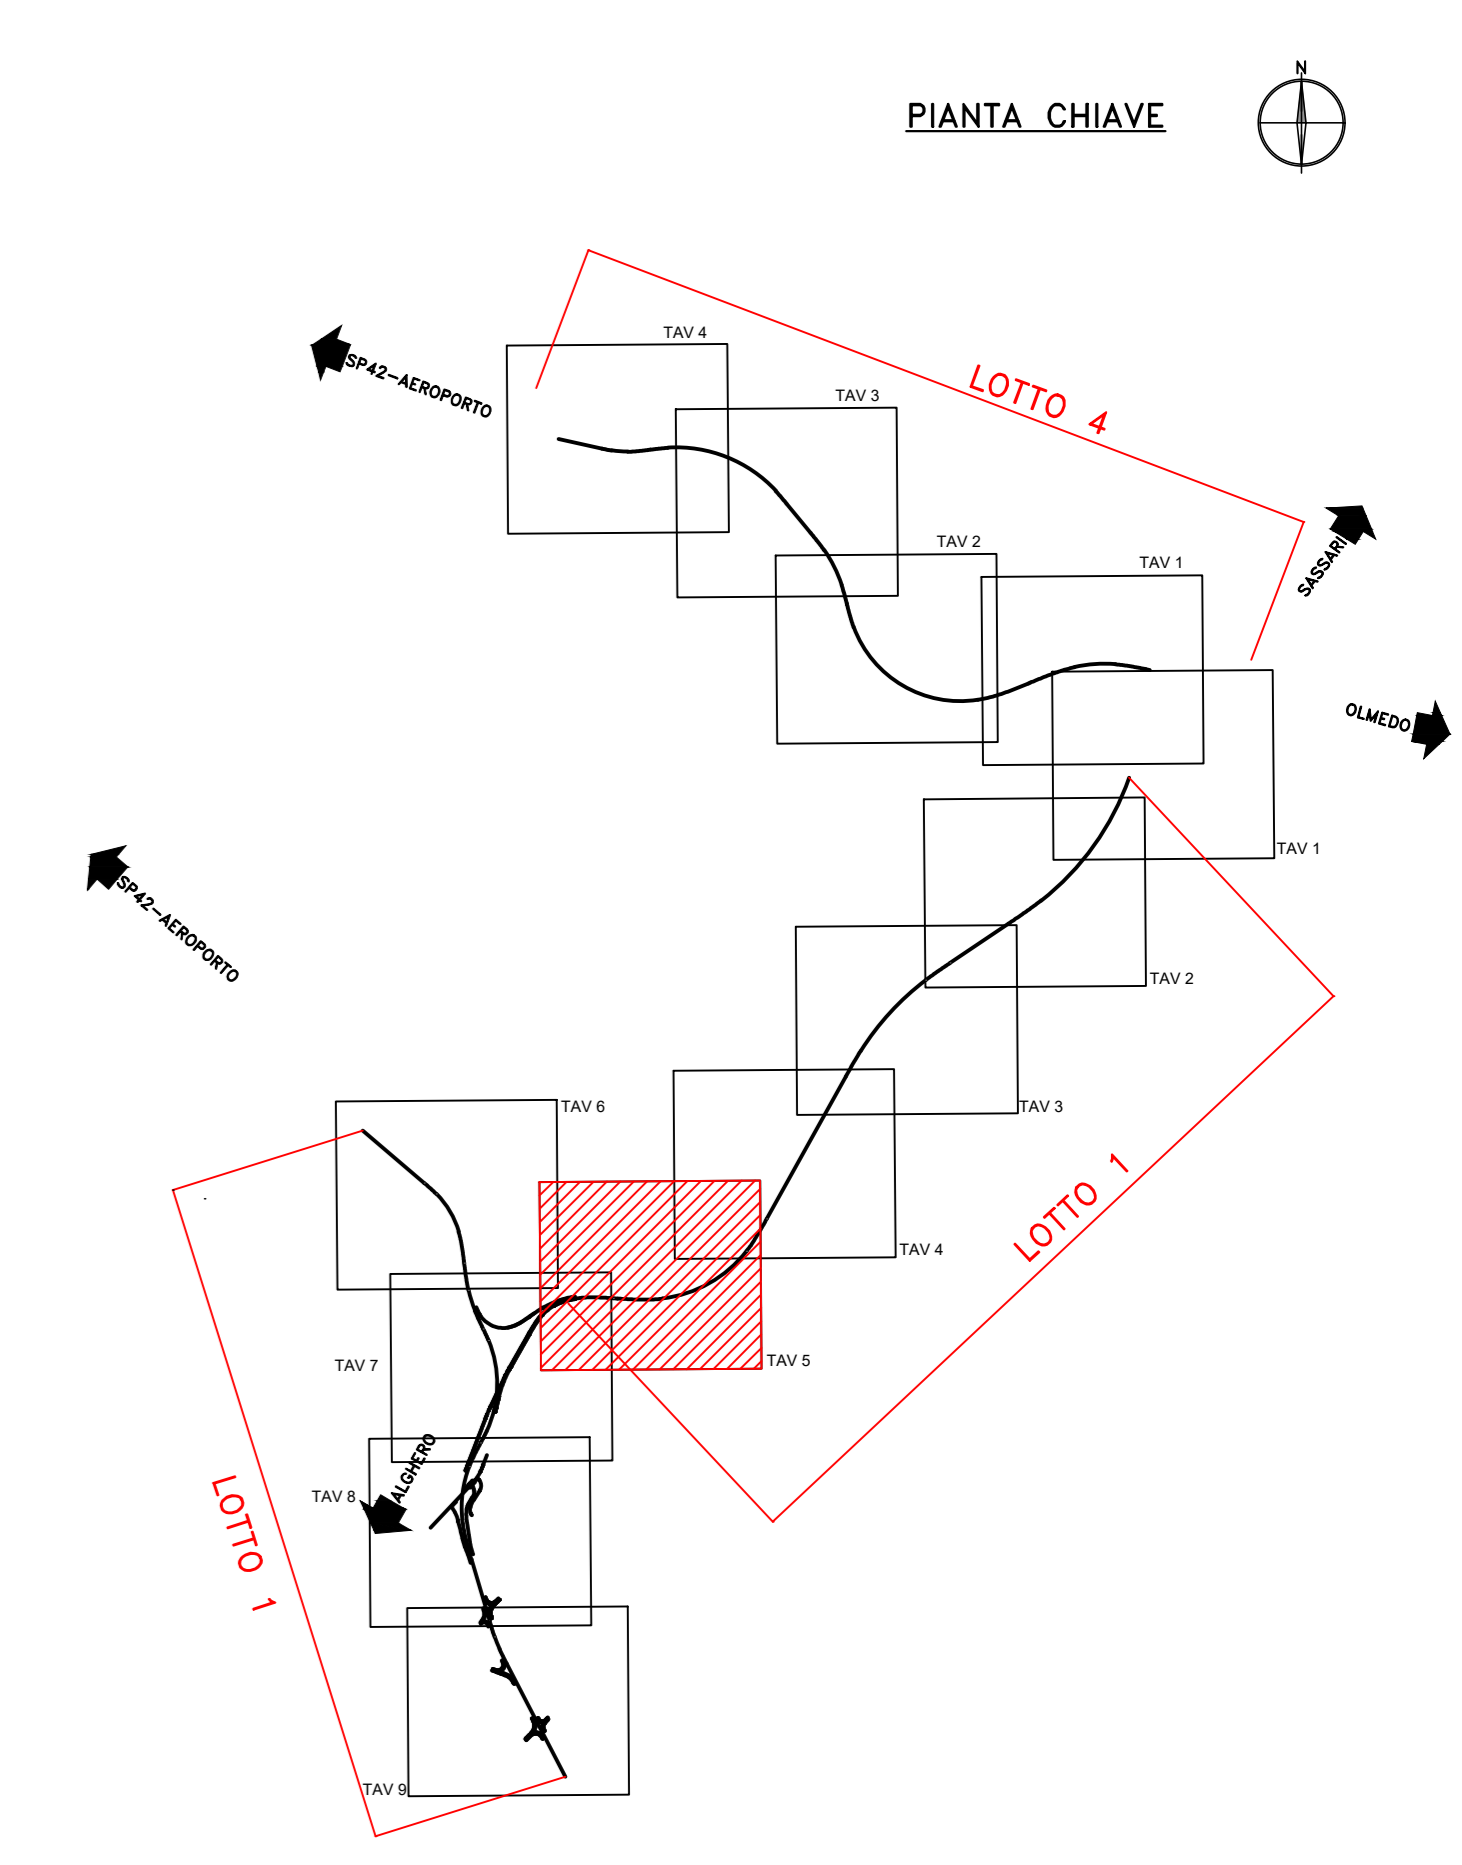 N
PIANTA CHIAVE
TAV 4
SP42-AEROPORTO
TAV 3
LOTTO 4
TAV 2
TAV 1
SASSARI
OLMEDO
TAV 1
SP42-AEROPORTO
TAV 2
TAV 6
TAV 3
LOTTO 1
TAV 4
TAV 7
TAV 5
ALGHERO
TAV 8
LOTTO 1
TAV 9